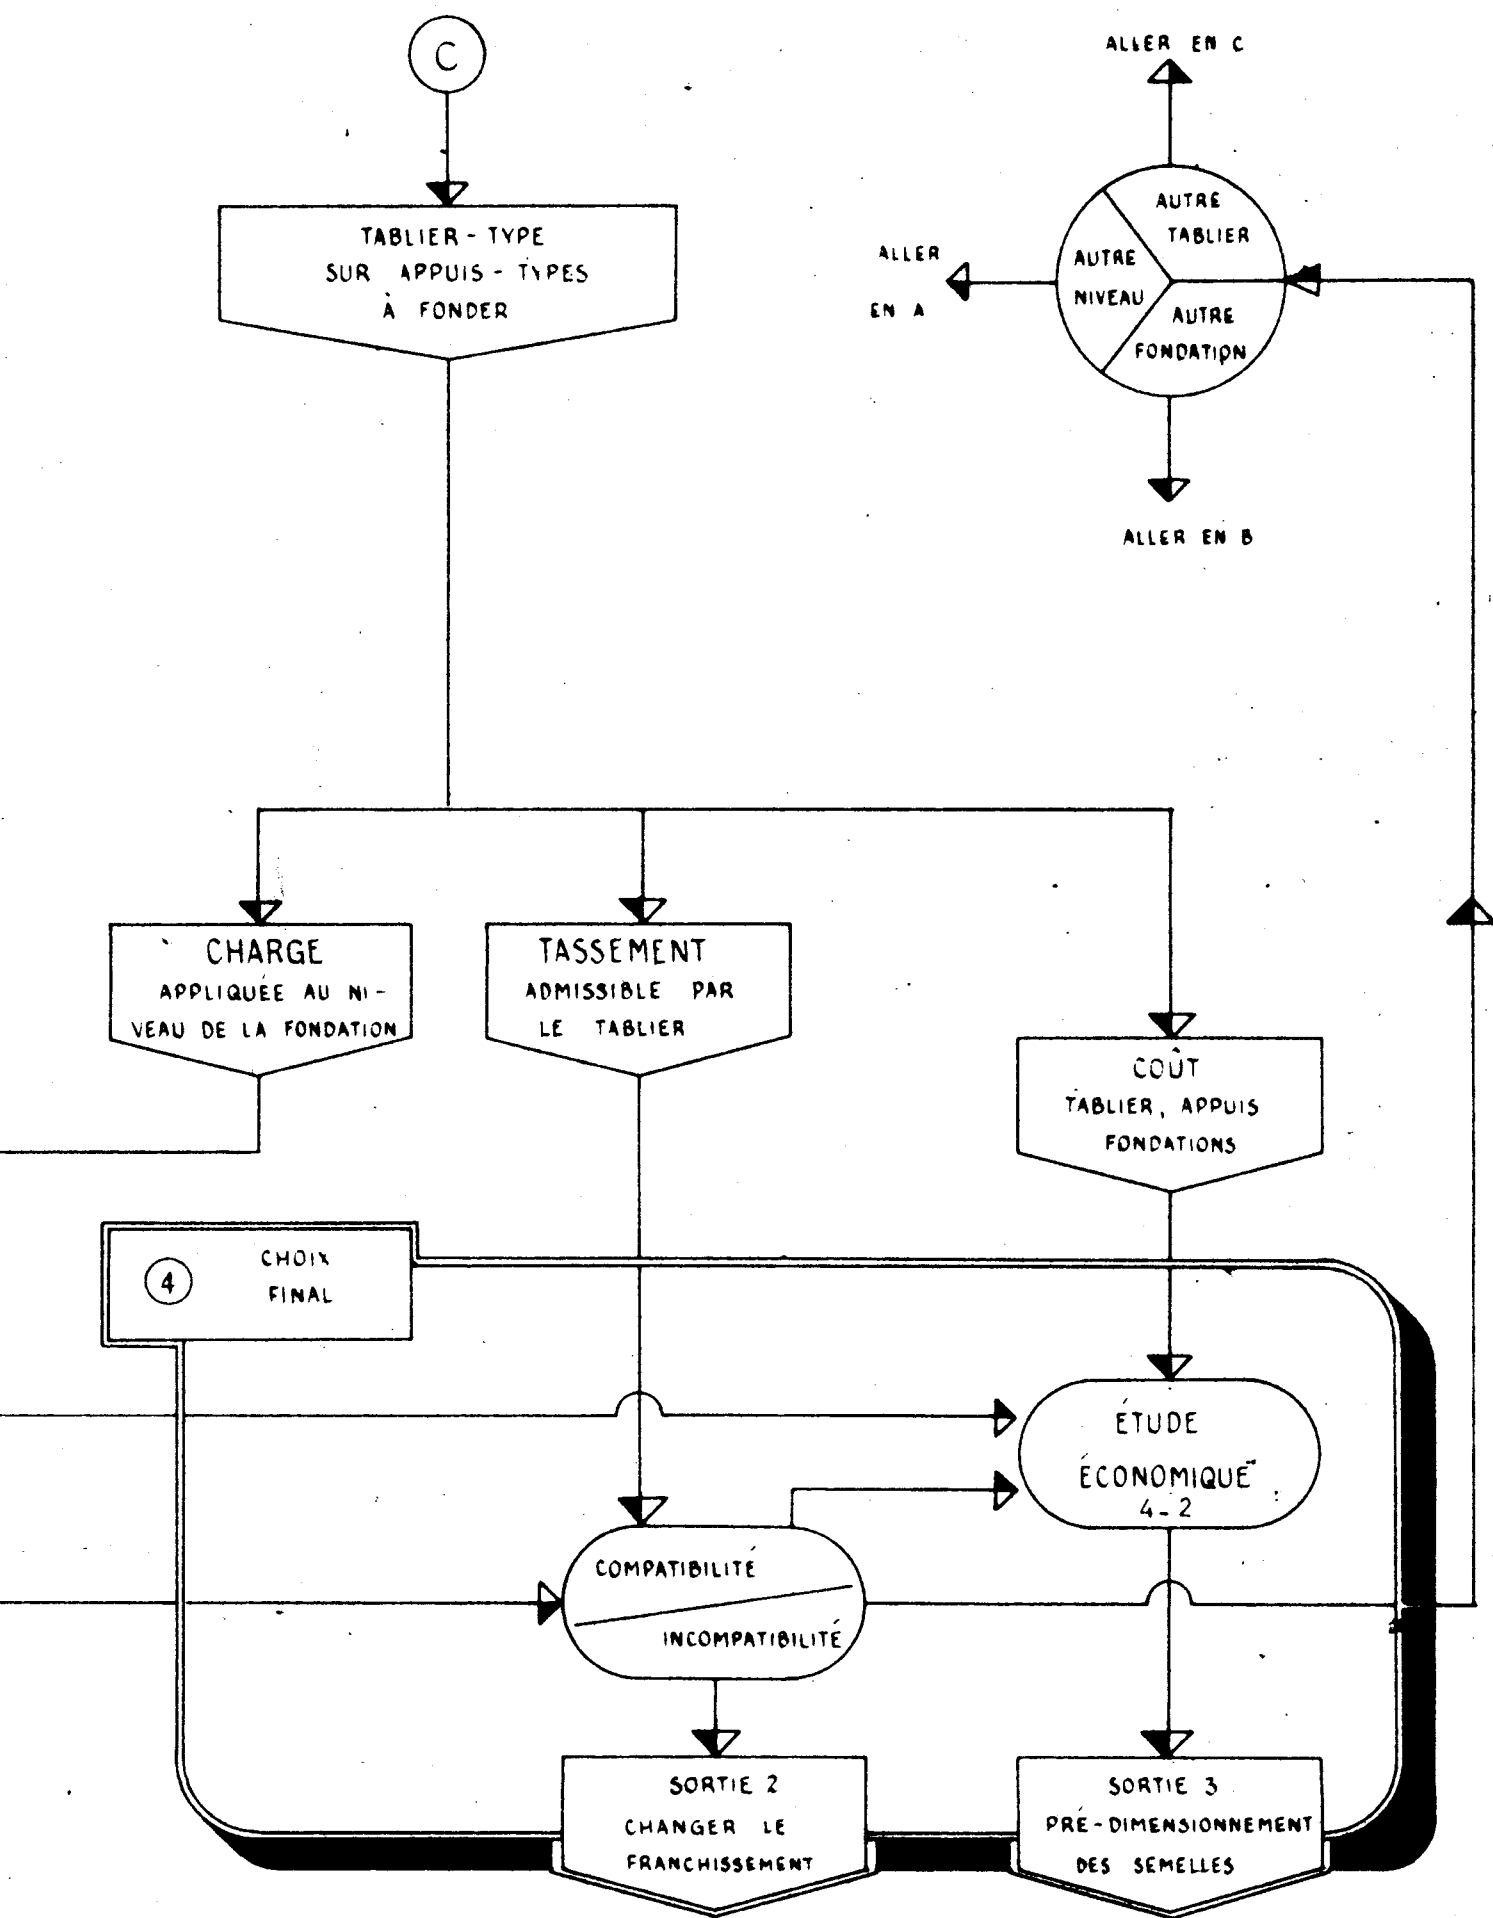 C
TABLIER - TYPE
SUR APPUIS - TYPES
À FONDER
ALLER EN C
AUTRE
TABLIER
AUTRE
NIVEAU
AUTRE
FONDATION
ALLER
EN A
ALLER EN B
CHARGE
APPLIQUÉE AU NI -
VEAU DE LA FONDATION
TASSEMENT
ADMISSIBLE PAR
LE TABLIER
COÛT
TABLIER, APPUIS
FONDATIONS
4
CHOIX
FINAL
ÉTUDE
ÉCONOMIQUE
4-2
COMPATIBILITÉ
INCOMPATIBILITÉ
SORTIE 2
CHANGER LE
FRANCHISSEMENT
SORTIE 3
PRÉ-DIMENSIONNEMENT
DES SEMELLES